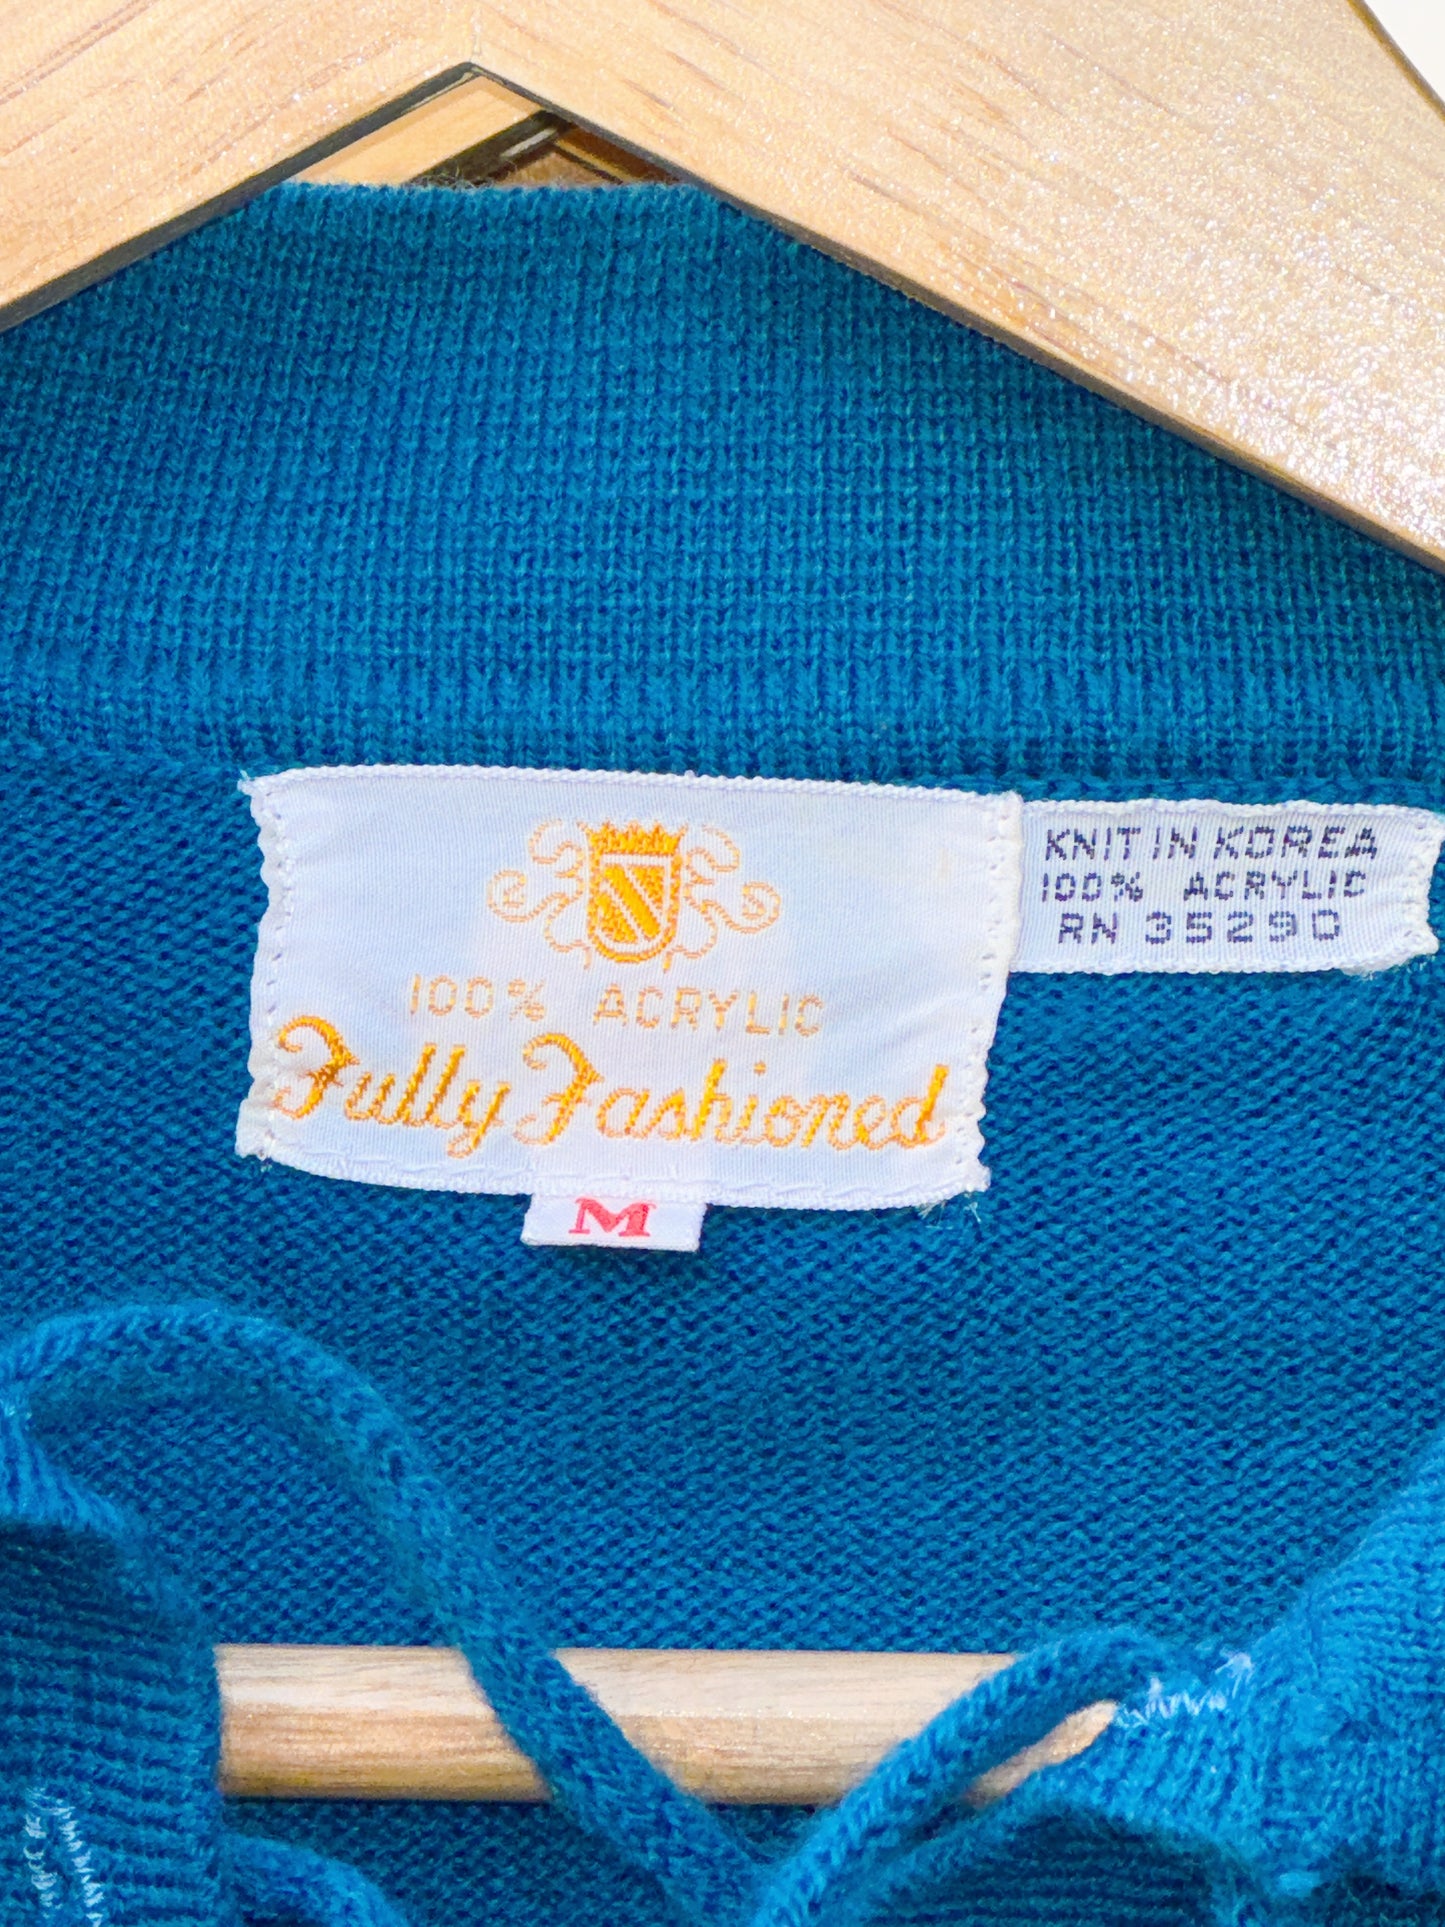 100% ACRYLIC
Fully Fashioned
M
KNIT IN KOREA
100% ACRYLIC
RN 35290